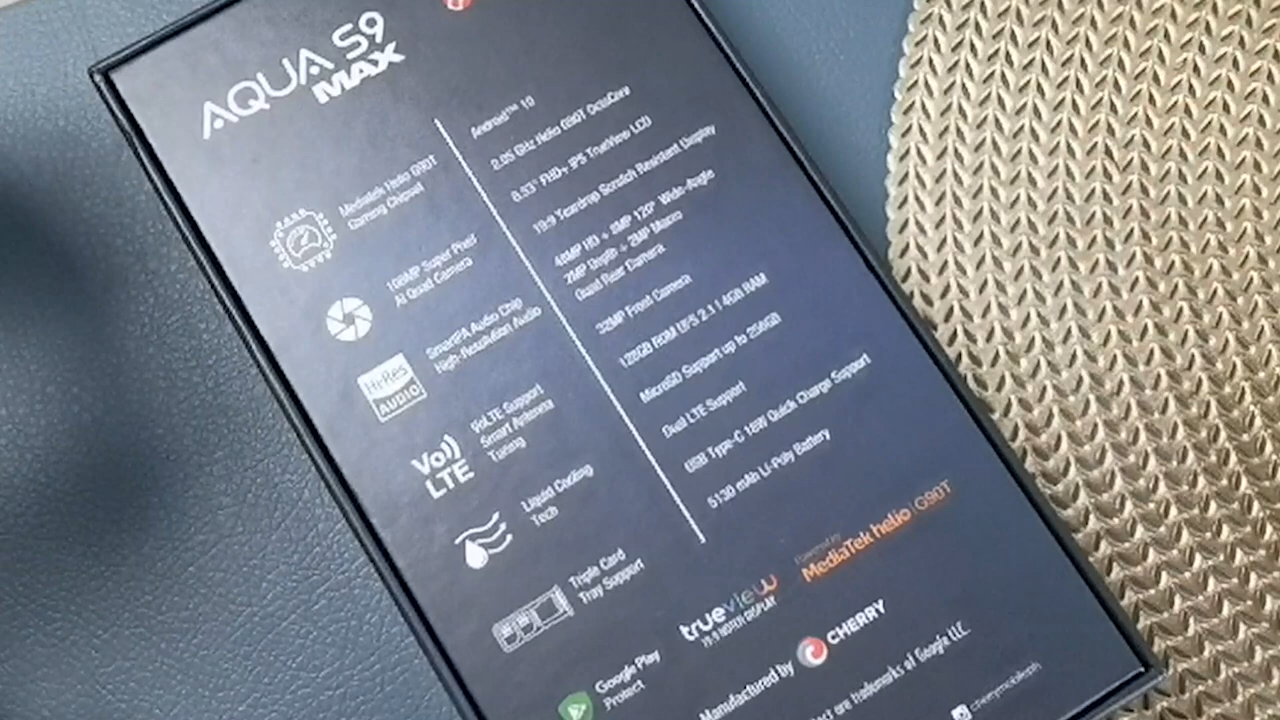 AQUA S9
MAX
Mediatek Helio G90T
Gaming Chipset
108MP Super Pixel
AI Quad Camera
Hi-Res
AUDIO
SmartPA Audio Chip
High-Resolution Audio
Vo))
LTE
VoLTE Support
Smart Antenna
Tuning
Liquid Cooling
Tech
Triple Card
Tray Support
Google Play
Protect
Android™ 10
2.05 GHz Helio G90T OctaCore
6.53" FHD+ IPS TrueView LCD
19:9 Teardrop Scratch Resistant Display
48MP HD + 8MP 120° Wide-Angle
2MP Depth + 2MP Macro
Quad Rear Camera
32MP Front Camera
128GB ROM UFS 2.1 | 4GB RAM
MicroSD Support up to 256GB
Dual LTE Support
USB Type-C 18W Quick Charge Support
5130 mAh Li-Poly Battery
trueview
19:9 NOTCH DISPLAY
Powered by
MediaTek helio | G90T
Manufactured by CHERRY
are trademarks of Google LLC.
cherrymobileph